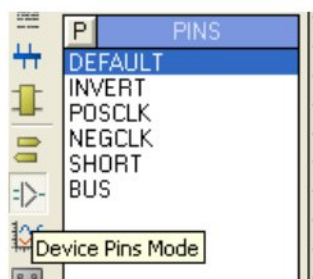 P PINS
DEFAULT
INVERT
POSCLK
NEGCLK
SHORT
BUS
Device Pins Mode